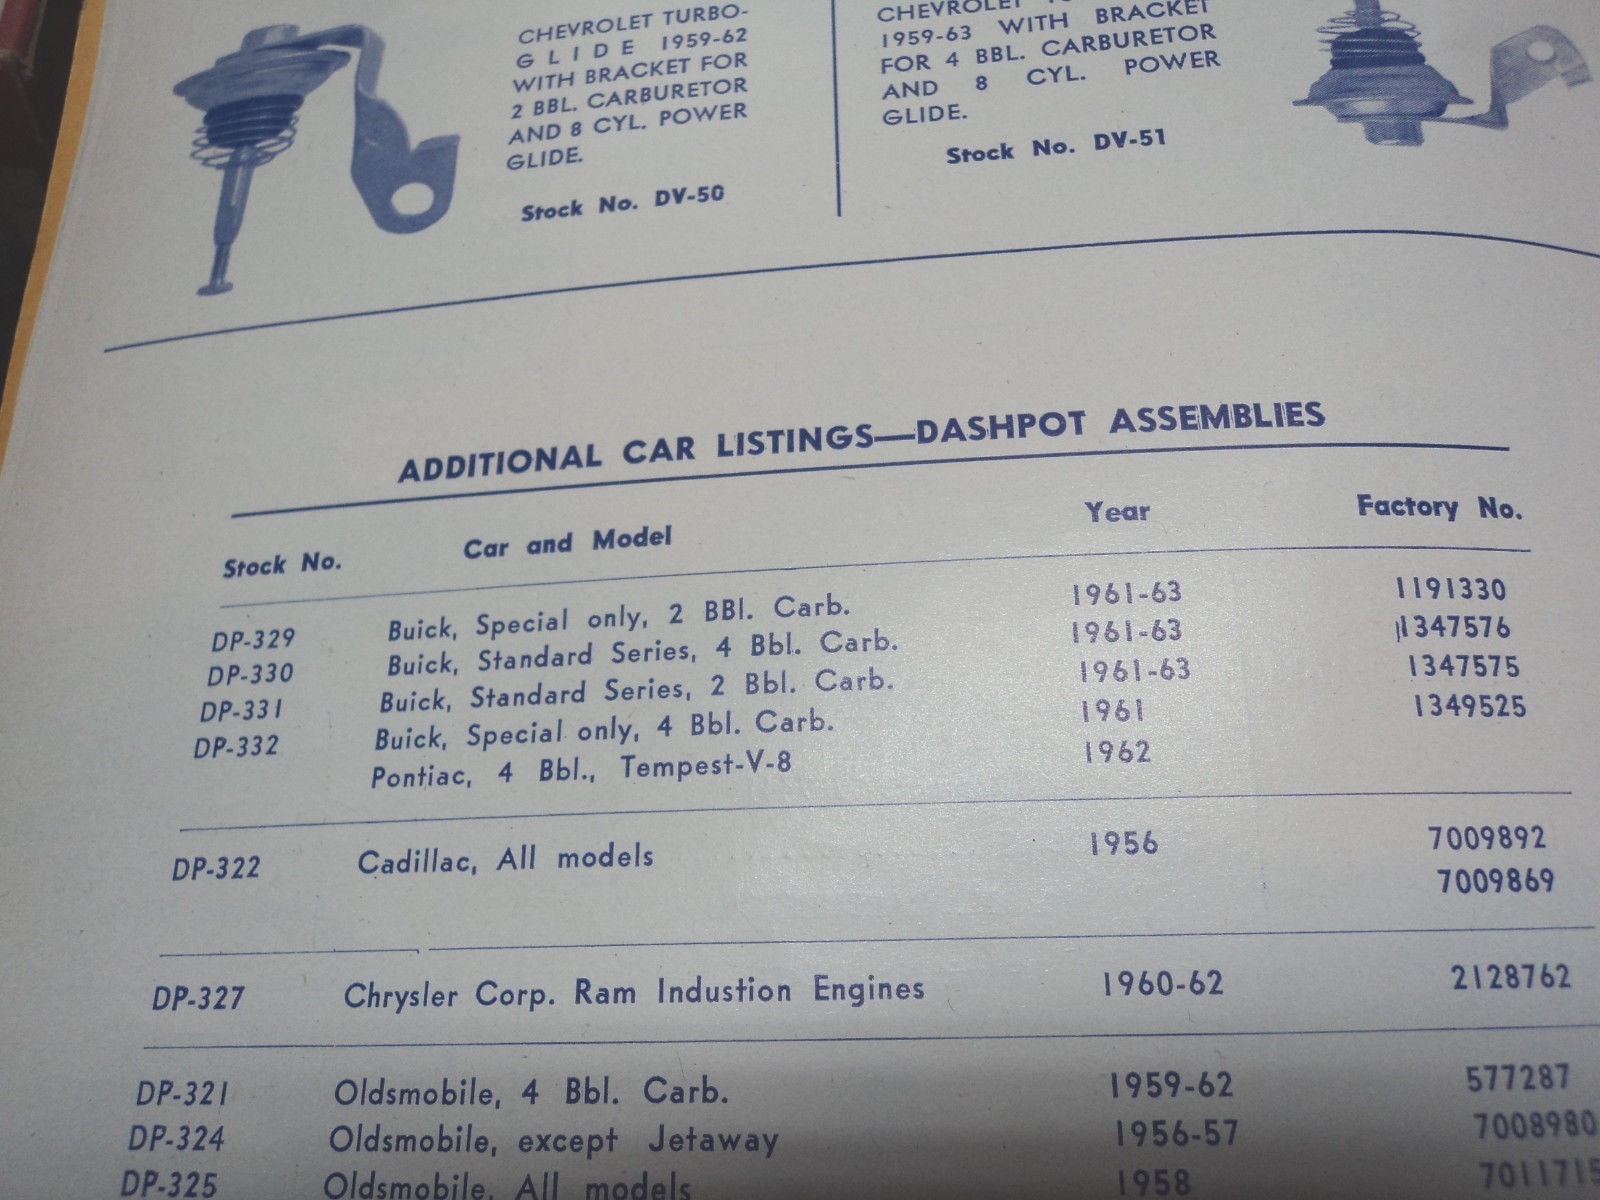 CHEVROLET TURBO-
GLIDE 1959-62
WITH BRACKET FOR
2 BBL. CARBURETOR
AND 8 CYL. POWER
GLIDE.
Stock No. DV-50
CHEVROLET
1959-63 WITH BRACKET
FOR 4 BBL. CARBURETOR
AND 8 CYL. POWER
GLIDE.
Stock No. DV-51
ADDITIONAL CAR LISTINGS—DASHPOT ASSEMBLIES
Stock No. Car and Model Year Factory No.
DP-329 Buick, Special only, 2 BBl. Carb. 1961-63 1191330
DP-330 Buick, Standard Series, 4 Bbl. Carb. 1961-63 1347576
DP-331 Buick, Standard Series, 2 Bbl. Carb. 1961-63 1347575
DP-332 Buick, Special only, 4 Bbl. Carb. 1961 1349525
Pontiac, 4 Bbl., Tempest-V-8 1962
DP-322 Cadillac, All models 1956 7009892
7009869
DP-327 Chrysler Corp. Ram Industion Engines 1960-62 2128762
DP-321 Oldsmobile, 4 Bbl. Carb. 1959-62 577287
DP-324 Oldsmobile, except Jetaway 1956-57 7008980
DP-325 Oldsmobile, All models 1958 7011715